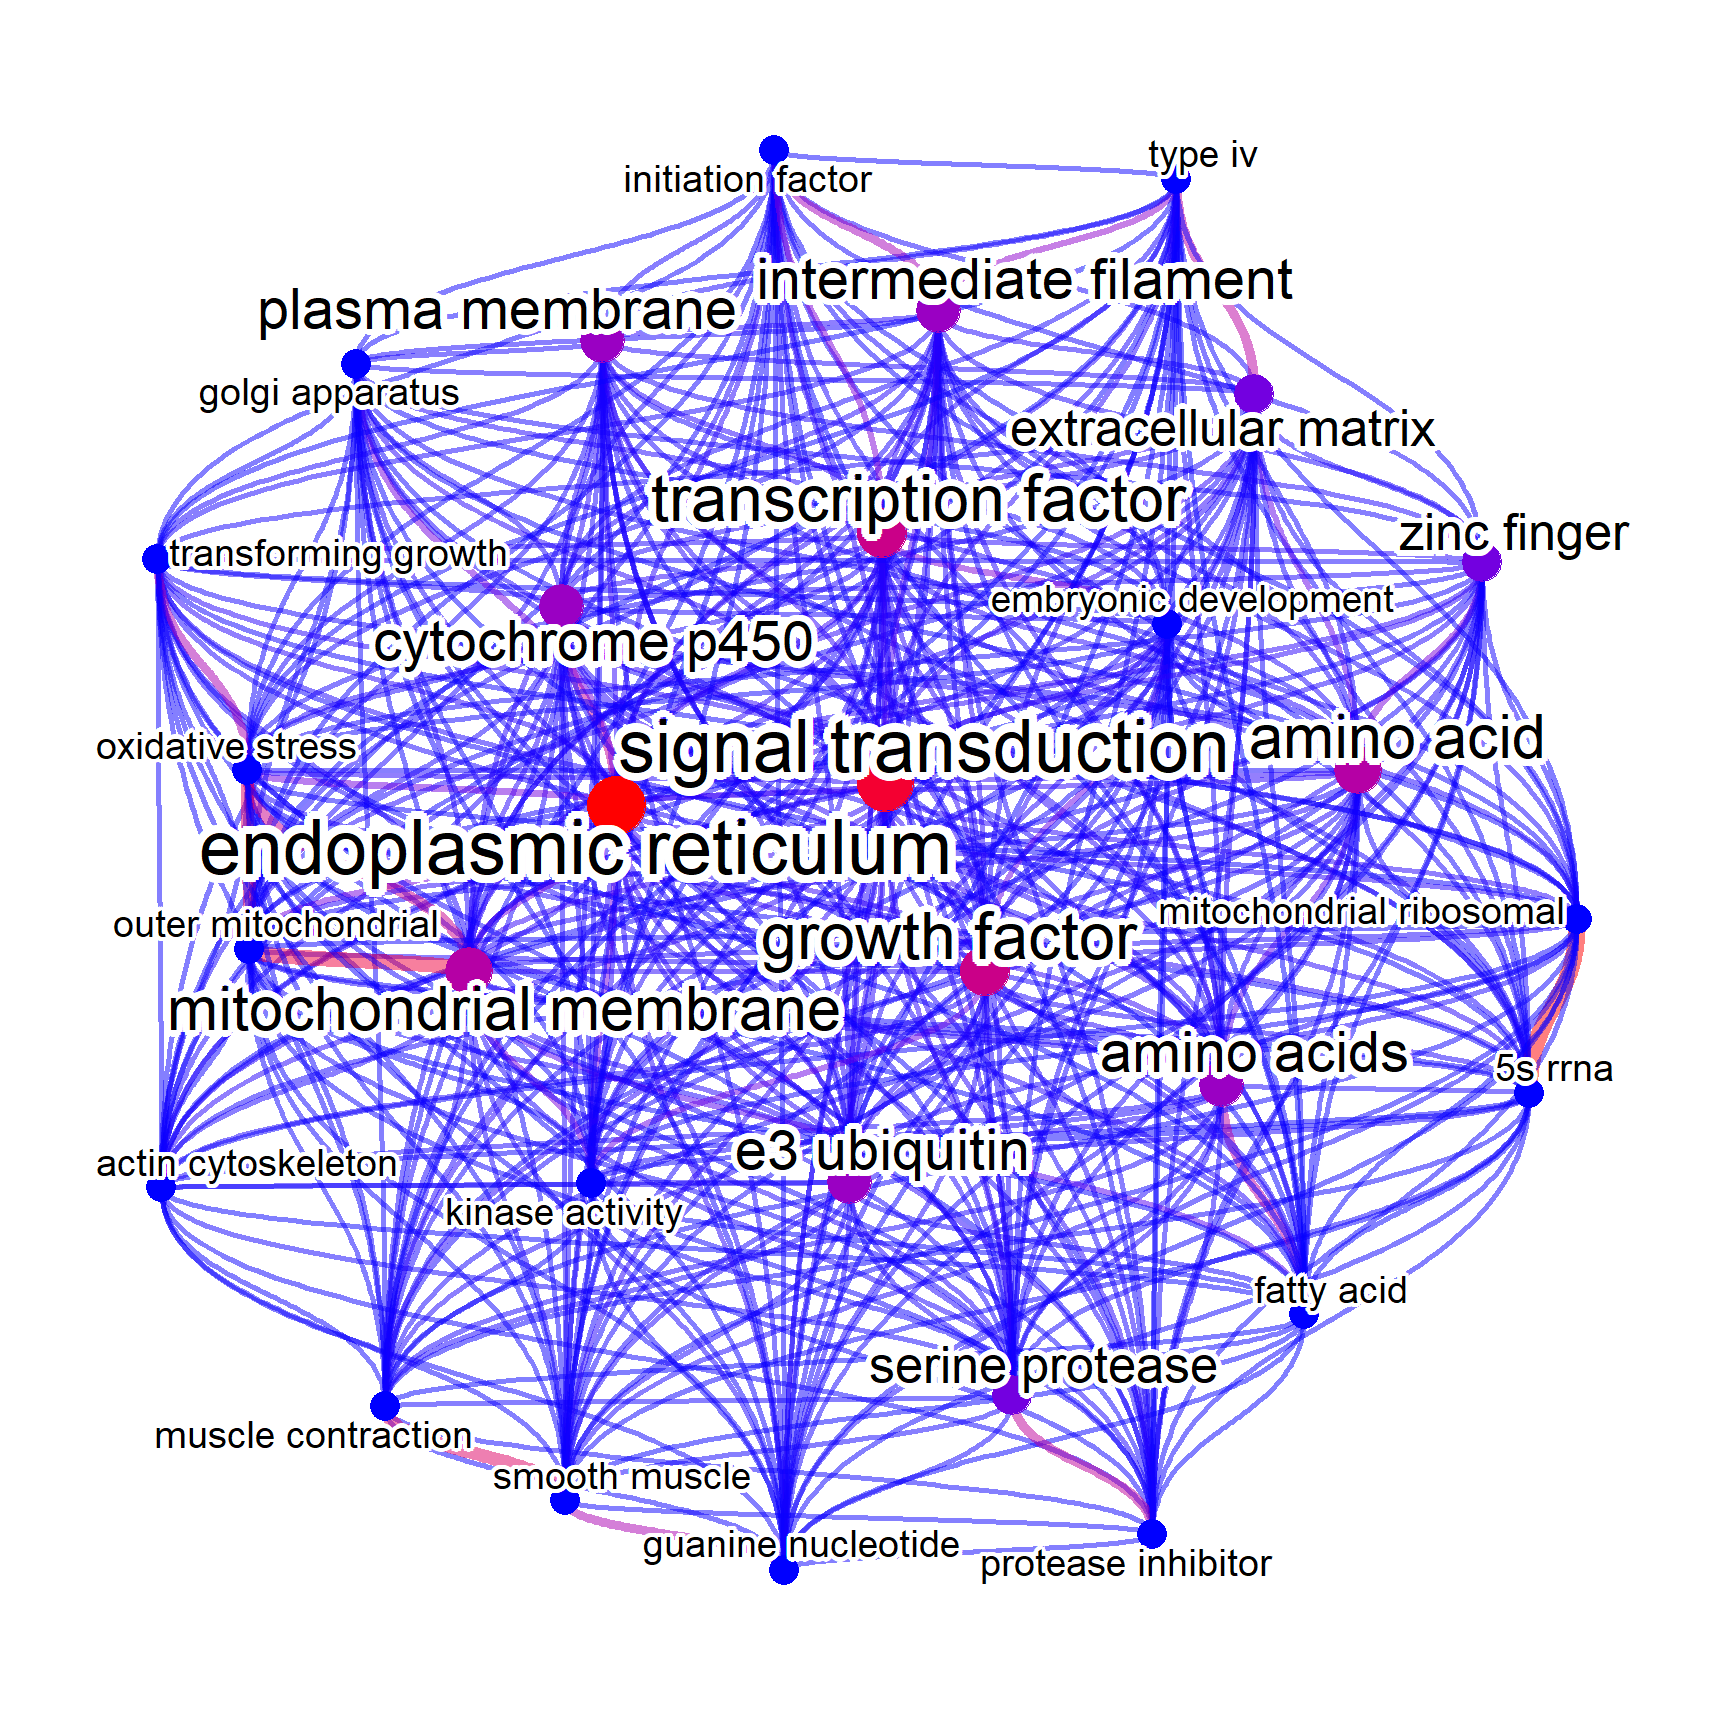 type iv
initiation factor
intermediate filament
plasma membrane
golgi apparatus
extracellular matrix
transcription factor
zinc finger
transforming growth
embryonic development
cytochrome p450
signal transduction
amino acid
oxidative stress
endoplasmic reticulum
mitochondrial ribosomal
outer mitochondrial
growth factor
mitochondrial membrane
amino acids
5s rrna
e3 ubiquitin
actin cytoskeleton
kinase activity
fatty acid
serine protease
muscle contraction
smooth muscle
guanine nucleotide
protease inhibitor